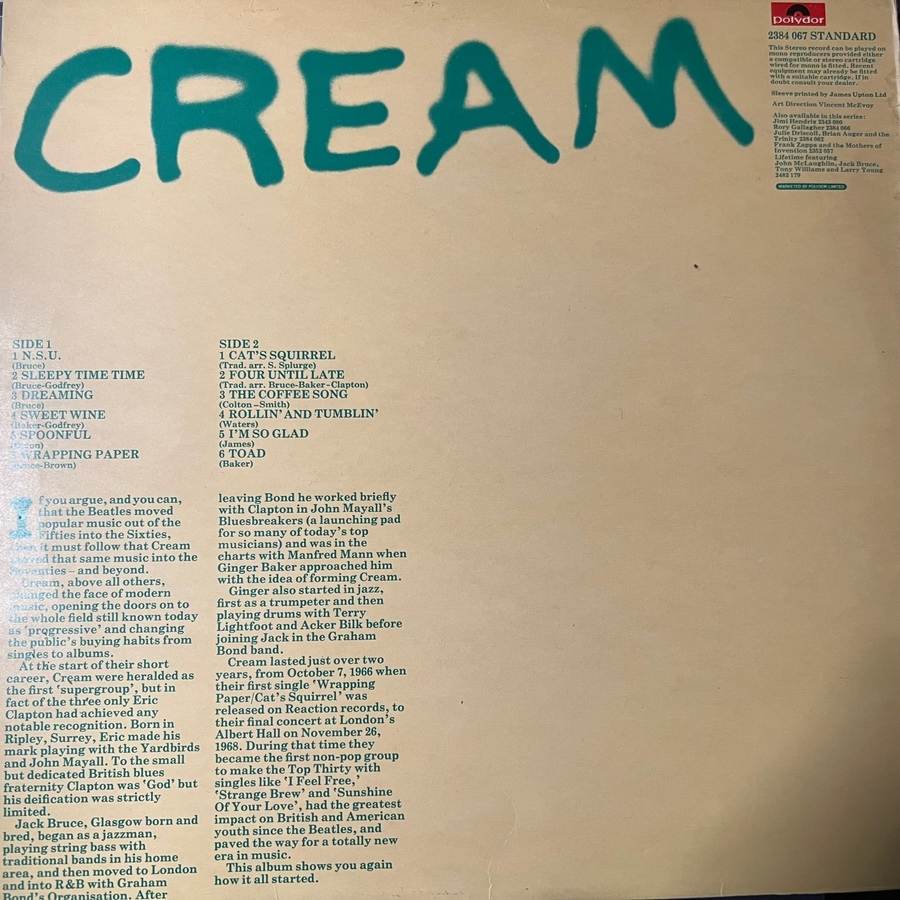 CREAM
Polydor
2384 067 STANDARD
This Stereo record can be played on
mono reproducers provided either
a compatible or stereo cartridge
wired for mono is fitted. Recent
equipment may already be fitted
with a suitable cartridge. If in
doubt consult your dealer.
Sleeve printed by James Upton Ltd
Art Direction Vincent McEvoy
Also available in this series:
Jimi Hendrix 2343 080
Rory Gallagher 2384 066
Julie Driscoll, Brian Auger and the
Trinity 2384 062
Frank Zappa and the Mothers of
Invention 2352 057
Lifetime featuring
John McLaughlin, Jack Bruce,
Tony Williams and Larry Young
2482 179
MARKETED BY POLYDOR LIMITED
SIDE 1
1 N.S.U.
(Bruce)
2 SLEEPY TIME TIME
(Bruce-Godfrey)
3 DREAMING
(Bruce)
4 SWEET WINE
(Baker-Godfrey)
5 SPOONFUL
WRAPPING PAPER
(Bruce-Brown)
SIDE 2
1 CAT'S SQUIRREL
(Trad. arr. S. Splurge)
2 FOUR UNTIL LATE
(Trad. arr. Bruce-Baker-Clapton)
3 THE COFFEE SONG
(Colton-Smith)
4 ROLLIN' AND TUMBLIN'
(Waters)
5 I'M SO GLAD
(James)
6 TOAD
(Baker)
If you argue, and you can,
that the Beatles moved
popular music out of the
Fifties into the Sixties,
then it must follow that Cream
moved that same music into the
Seventies – and beyond.
Cream, above all others,
changed the face of modern
music, opening the doors on to
the whole field still known today
as 'progressive' and changing
the public's buying habits from
singles to albums.
At the start of their short
career, Cream were heralded as
the first 'supergroup', but in
fact of the three only Eric
Clapton had achieved any
notable recognition. Born in
Ripley, Surrey, Eric made his
mark playing with the Yardbirds
and John Mayall. To the small
but dedicated British blues
fraternity Clapton was 'God' but
his deification was strictly
limited.
Jack Bruce, Glasgow born and
bred, began as a jazzman,
playing string bass with
traditional bands in his home
area, and then moved to London
and into R&B with Graham
Bond's Organisation. After
leaving Bond he worked briefly
with Clapton in John Mayall's
Bluesbreakers (a launching pad
for so many of today's top
musicians) and was in the
charts with Manfred Mann when
Ginger Baker approached him
with the idea of forming Cream.
Ginger also started in jazz,
first as a trumpeter and then
playing drums with Terry
Lightfoot and Acker Bilk before
joining Jack in the Graham
Bond band.
Cream lasted just over two
years, from October 7, 1966 when
their first single 'Wrapping
Paper/Cat's Squirrel' was
released on Reaction records, to
their final concert at London's
Albert Hall on November 26,
1968. During that time they
became the first non-pop group
to make the Top Thirty with
singles like 'I Feel Free,'
'Strange Brew' and 'Sunshine
Of Your Love', had the greatest
impact on British and American
youth since the Beatles, and
paved the way for a totally new
era in music.
This album shows you again
how it all started.